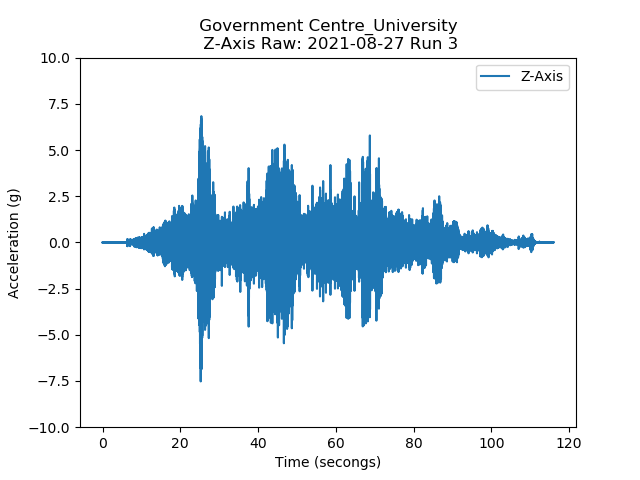 Government Centre_University
Z-Axis Raw: 2021-08-27 Run 3
Z-Axis
10.0
7.5
5.0
2.5
0.0
−2.5
−5.0
−7.5
−10.0
Acceleration (g)
0 20 40 60 80 100 120
Time (secongs)